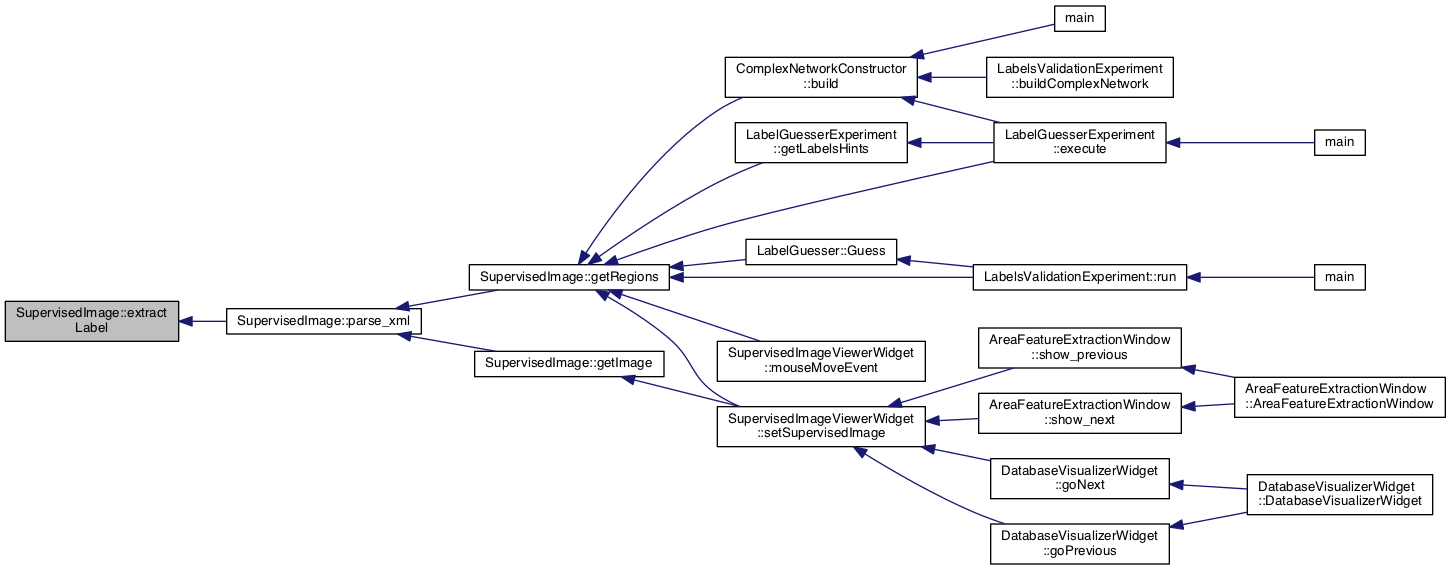 main
ComplexNetworkConstructor
::build
LabelsValidationExperiment
::buildComplexNetwork
LabelGuesserExperiment
::getLabelsHints
LabelGuesserExperiment
::execute
main
LabelGuesser::Guess
SupervisedImage::getRegions
LabelsValidationExperiment::run
main
SupervisedImage::extract
Label
SupervisedImage::parse_xml
SupervisedImage::getImage
SupervisedImageViewerWidget
::mouseMoveEvent
AreaFeatureExtractionWindow
::show_previous
AreaFeatureExtractionWindow
::AreaFeatureExtractionWindow
SupervisedImageViewerWidget
::setSupervisedImage
AreaFeatureExtractionWindow
::show_next
DatabaseVisualizerWidget
::goNext
DatabaseVisualizerWidget
::DatabaseVisualizerWidget
DatabaseVisualizerWidget
::goPrevious